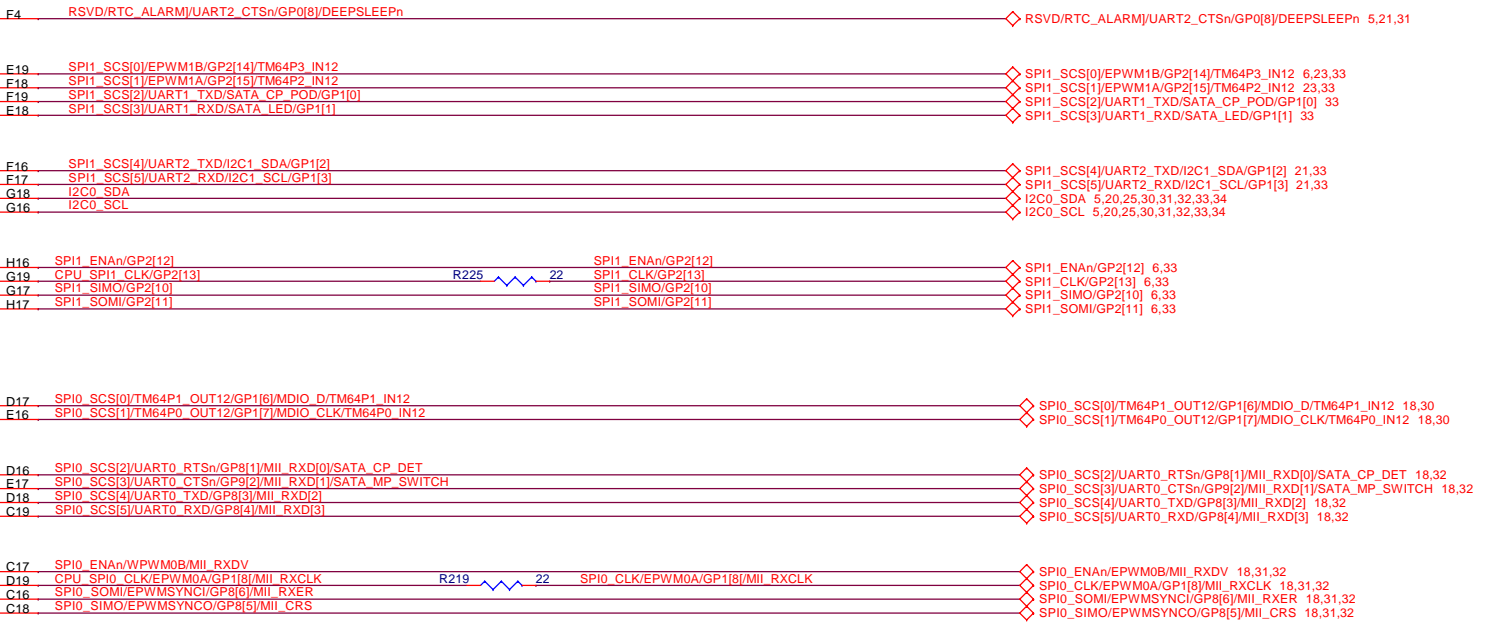 F4 RSVD/RTC_ALARM]/UART2_CTSn/GP0[8]/DEEPSLEEPn RSVD/RTC_ALARM]/UART2_CTSn/GP0[8]/DEEPSLEEPn 5,21,31
E19 SPI1_SCS[0]/EPWM1B/GP2[14]/TM64P3_IN12 SPI1_SCS[0]/EPWM1B/GP2[14]/TM64P3_IN12 6,23,33
F18 SPI1_SCS[1]/EPWM1A/GP2[15]/TM64P2_IN12 SPI1_SCS[1]/EPWM1A/GP2[15]/TM64P2_IN12 23,33
F19 SPI1_SCS[2]/UART1_TXD/SATA_CP_POD/GP1[0] SPI1_SCS[2]/UART1_TXD/SATA_CP_POD/GP1[0] 33
E18 SPI1_SCS[3]/UART1_RXD/SATA_LED/GP1[1] SPI1_SCS[3]/UART1_RXD/SATA_LED/GP1[1] 33
F16 SPI1_SCS[4]/UART2_TXD/I2C1_SDA/GP1[2] SPI1_SCS[4]/UART2_TXD/I2C1_SDA/GP1[2] 21,33
F17 SPI1_SCS[5]/UART2_RXD/I2C1_SCL/GP1[3] SPI1_SCS[5]/UART2_RXD/I2C1_SCL/GP1[3] 21,33
G18 I2C0_SDA I2C0_SDA 5,20,25,30,31,32,33,34
G16 I2C0_SCL I2C0_SCL 5,20,25,30,31,32,33,34
H16 SPI1_ENAn/GP2[12] SPI1_ENAn/GP2[12] SPI1_ENAn/GP2[12] 6,33
G19 CPU_SPI1_CLK/GP2[13] R225 22 SPI1_CLK/GP2[13] SPI1_CLK/GP2[13] 6,33
G17 SPI1_SIMO/GP2[10] SPI1_SIMO/GP2[10] SPI1_SIMO/GP2[10] 6,33
H17 SPI1_SOMI/GP2[11] SPI1_SOMI/GP2[11] SPI1_SOMI/GP2[11] 6,33
D17 SPI0_SCS[0]/TM64P1_OUT12/GP1[6]/MDIO_D/TM64P1_IN12 SPI0_SCS[0]/TM64P1_OUT12/GP1[6]/MDIO_D/TM64P1_IN12 18,30
E16 SPI0_SCS[1]/TM64P0_OUT12/GP1[7]/MDIO_CLK/TM64P0_IN12 SPI0_SCS[1]/TM64P0_OUT12/GP1[7]/MDIO_CLK/TM64P0_IN12 18,30
D16 SPI0_SCS[2]/UART0_RTSn/GP8[1]/MII_RXD[0]/SATA_CP_DET SPI0_SCS[2]/UART0_RTSn/GP8[1]/MII_RXD[0]/SATA_CP_DET 18,32
E17 SPI0_SCS[3]/UART0_CTSn/GP9[2]/MII_RXD[1]/SATA_MP_SWITCH SPI0_SCS[3]/UART0_CTSn/GP9[2]/MII_RXD[1]/SATA_MP_SWITCH 18,32
D18 SPI0_SCS[4]/UART0_TXD/GP8[3]/MII_RXD[2] SPI0_SCS[4]/UART0_TXD/GP8[3]/MII_RXD[2] 18,32
C19 SPI0_SCS[5]/UART0_RXD/GP8[4]/MII_RXD[3] SPI0_SCS[5]/UART0_RXD/GP8[4]/MII_RXD[3] 18,32
C17 SPI0_ENAn/WPWM0B/MII_RXDV SPI0_ENAn/EPWM0B/MII_RXDV 18,31,32
D19 CPU_SPI0_CLK/EPWM0A/GP1[8[/MII_RXCLK R219 22 SPI0_CLK/EPWM0A/GP1[8[/MII_RXCLK SPI0_CLK/EPWM0A/GP1[8]/MII_RXCLK 18,31,32
C16 SPI0_SOMI/EPWMSYNCI/GP8[6]/MII_RXER SPI0_SOMI/EPWMSYNCI/GP8[6]/MII_RXER 18,31,32
C18 SPI0_SIMO/EPWMSYNCO/GP8[5]/MII_CRS SPI0_SIMO/EPWMSYNCO/GP8[5]/MII_CRS 18,31,32